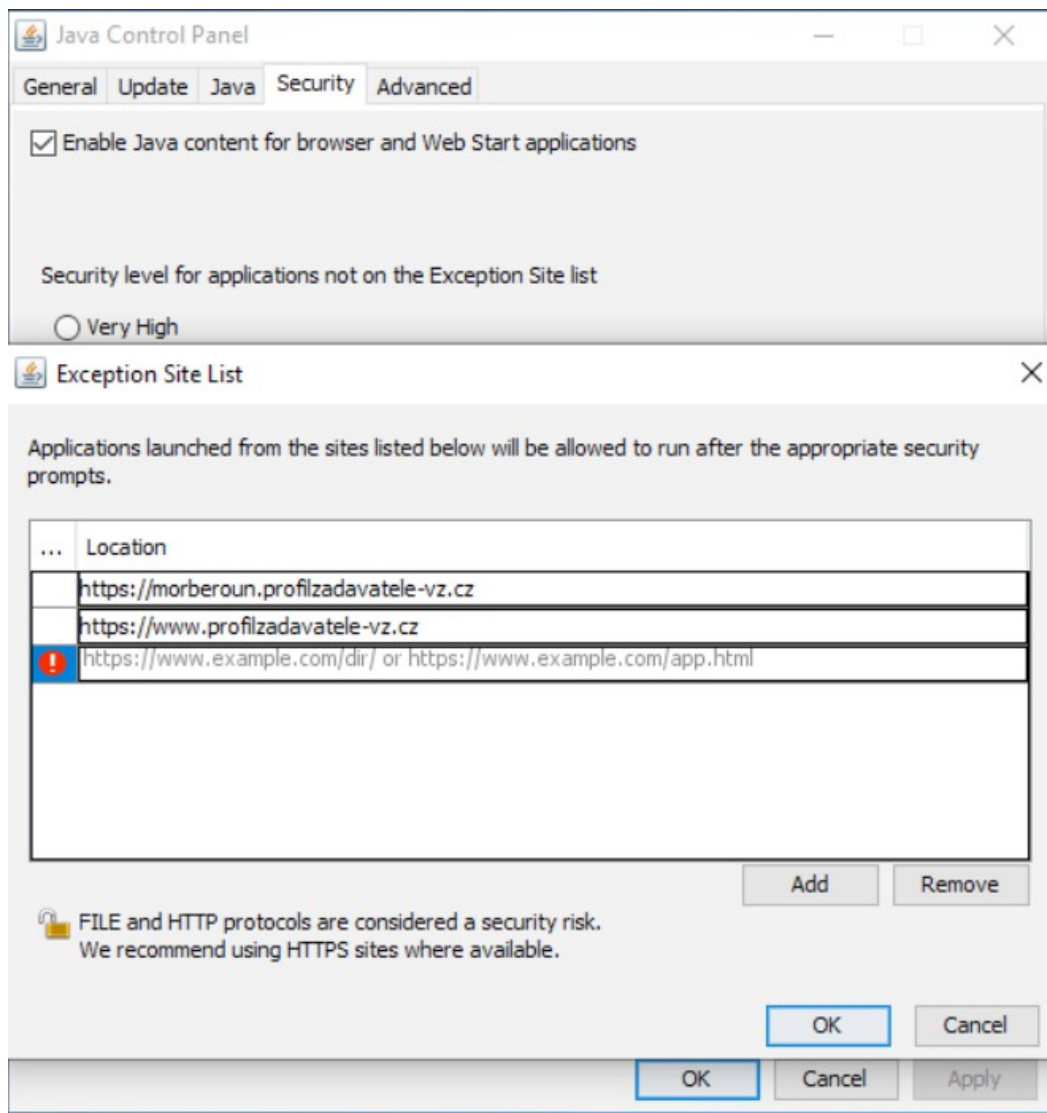 Java Control Panel
General Update Java Security Advanced
Enable Java content for browser and Web Start applications
Security level for applications not on the Exception Site list
Very High
Exception Site List
Applications launched from the sites listed below will be allowed to run after the appropriate security
prompts.
... Location
https://morberoun.profilzadavatele-vz.cz
https://www.profilzadavatele-vz.cz
https://www.example.com/dir/ or https://www.example.com/app.html
Add Remove
FILE and HTTP protocols are considered a security risk.
We recommend using HTTPS sites where available.
OK Cancel
OK Cancel Apply